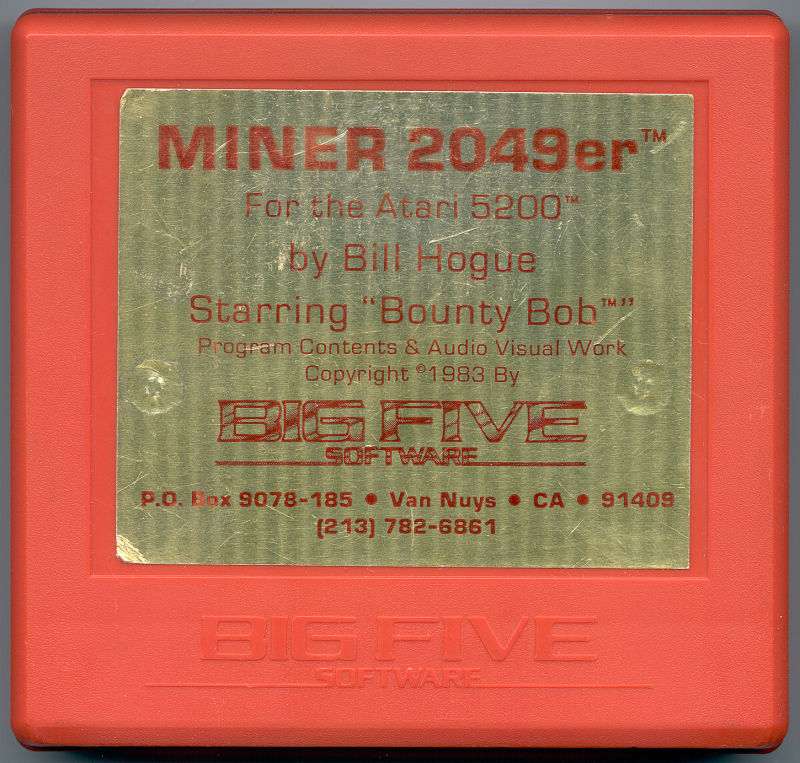 MINER 2049er™
For the Atari 5200™
by Bill Hogue
Starring “Bounty Bob™”
Program Contents & Audio Visual Work
Copyright ©1983 By
BIG FIVE
SOFTWARE
P.O. Box 9078-185 • Van Nuys • CA • 91409
(213) 782-6861
BIG FIVE
SOFTWARE